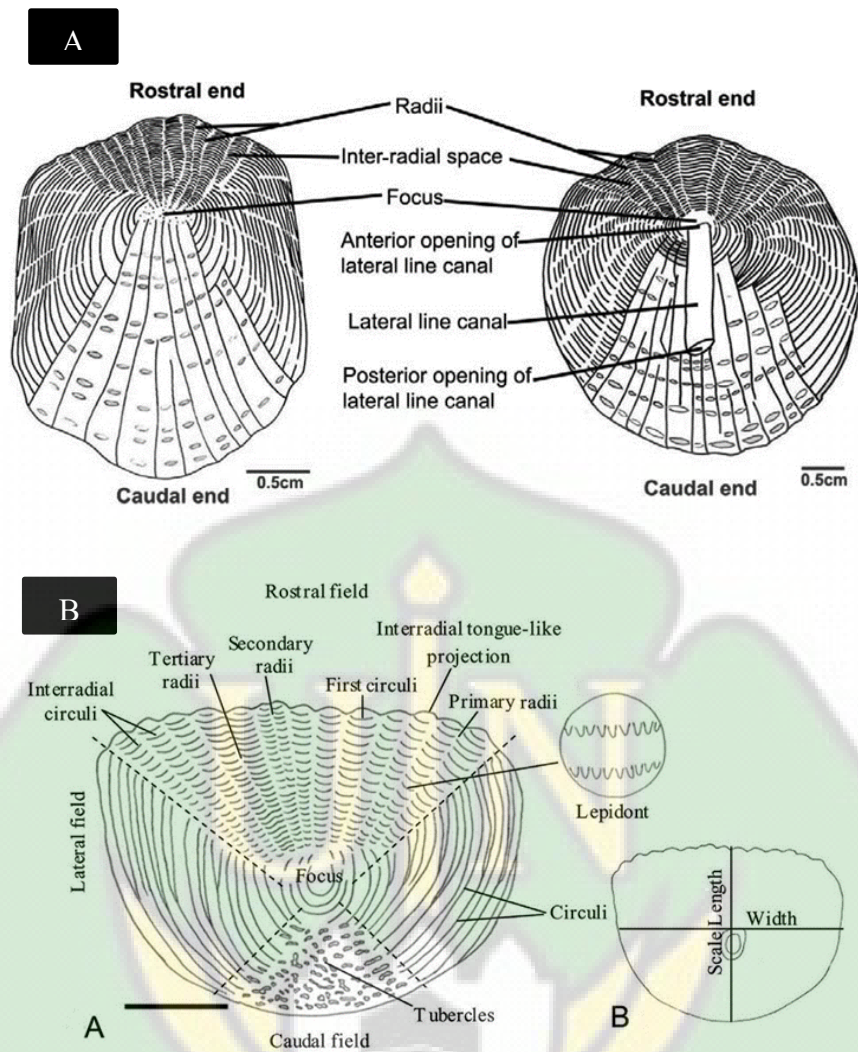 A
Rostral end
Rostral end
Radii
Inter-radial space
Focus
Anterior opening of
lateral line canal
Lateral line canal
Posterior opening of
lateral line canal
0.5cm
Caudal end
0.5cm
Caudal end
B
Rostral field
Interradial tongue-like
projection
Secondary
radii
Tertiary
radii
First circuli
Primary radii
Interradial
circuli
Lepidont
Lateral field
Focus
Circuli
Scale Length
Width
Tubercles
A
B
Caudal field
UIN